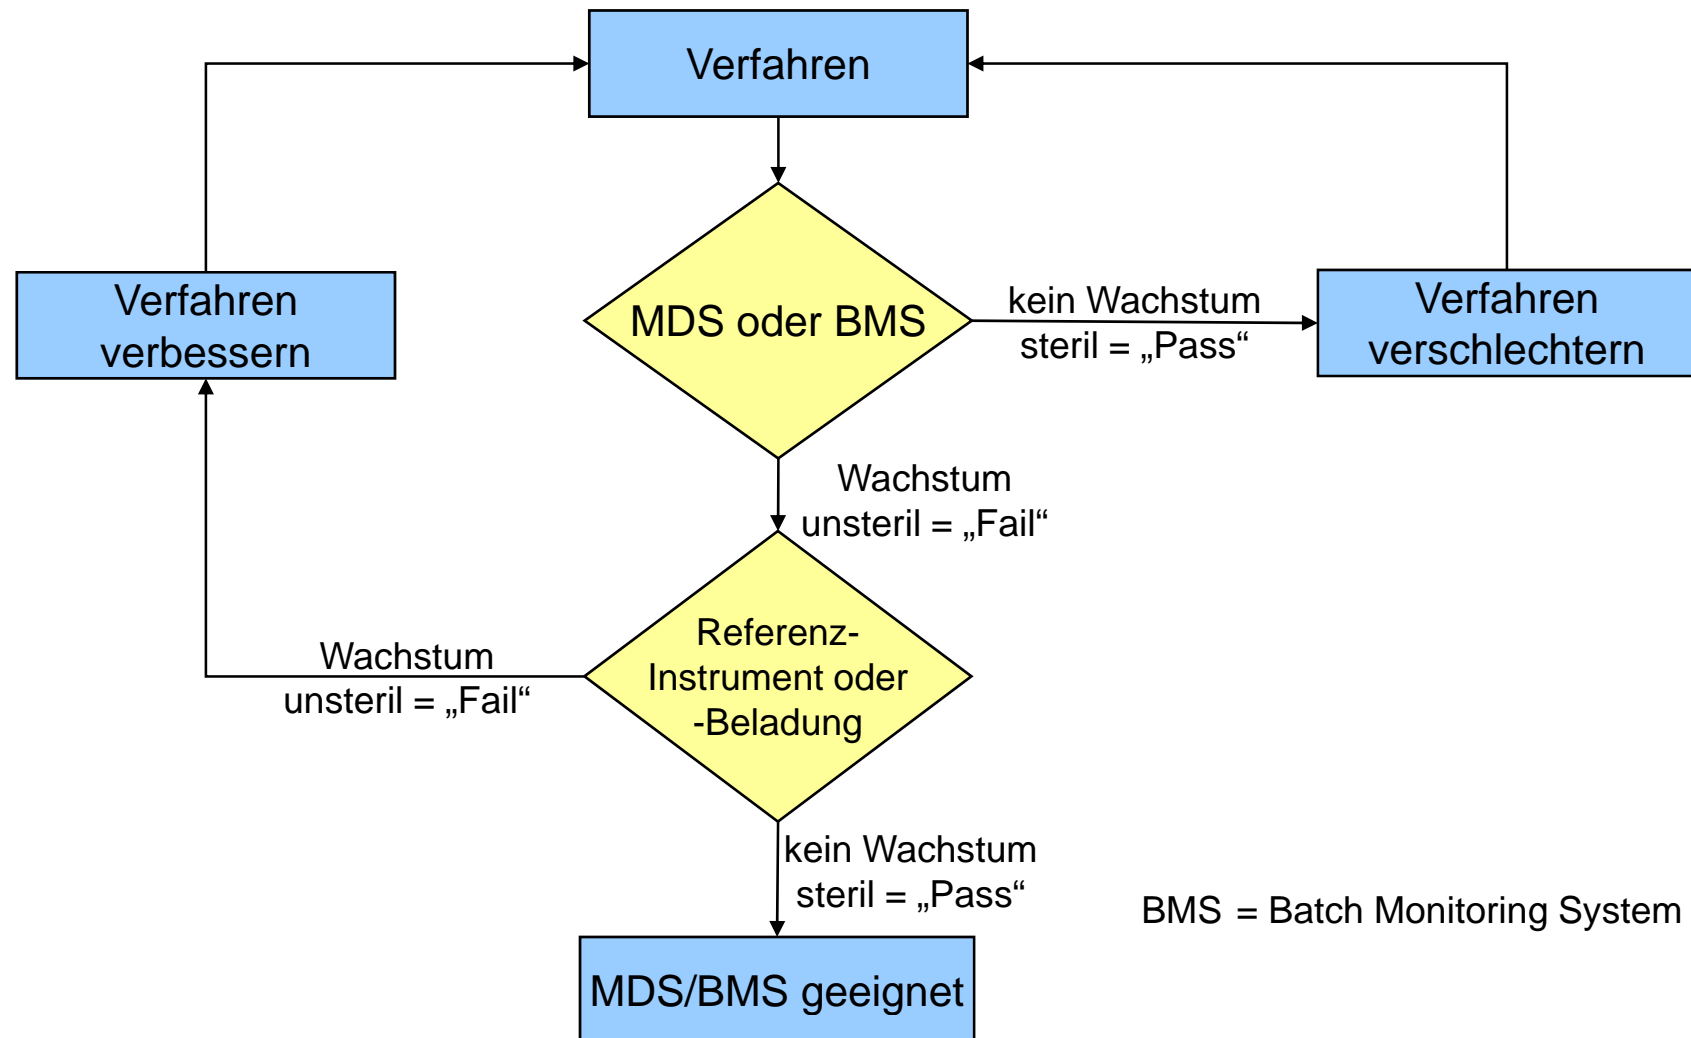 Verfahren
Verfahren
verbessern
MDS oder BMS
kein Wachstum
steril = „Pass“
Verfahren
verschlechtern
Wachstum
unsteril = „Fail“
Referenz-
Instrument oder
-Beladung
Wachstum
unsteril = „Fail“
kein Wachstum
steril = „Pass“
BMS = Batch Monitoring System
MDS/BMS geeignet